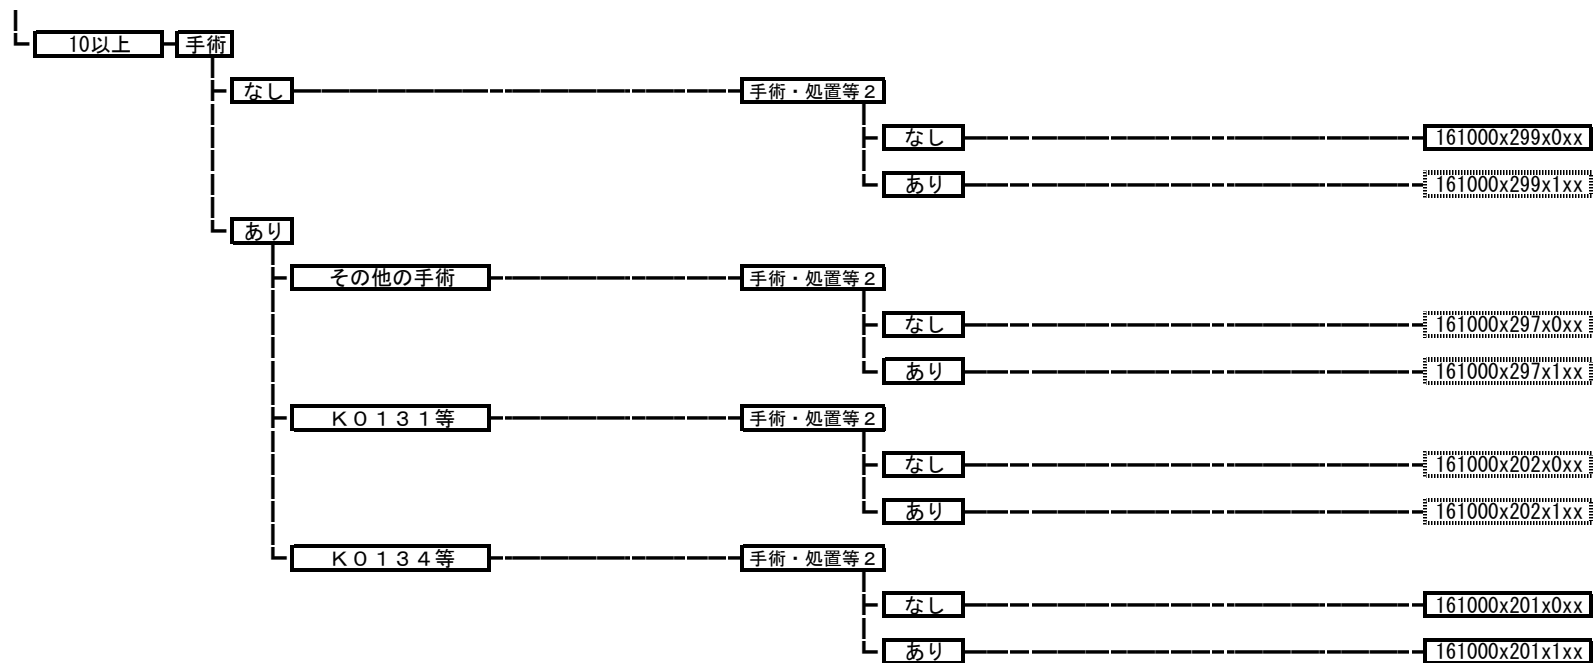 10以上 手術
なし 手術・処置等２
なし 161000x299x0xx
あり 161000x299x1xx
あり
その他の手術 手術・処置等２
なし 161000x297x0xx
あり 161000x297x1xx
Ｋ０１３１等 手術・処置等２
なし 161000x202x0xx
あり 161000x202x1xx
Ｋ０１３４等 手術・処置等２
なし 161000x201x0xx
あり 161000x201x1xx